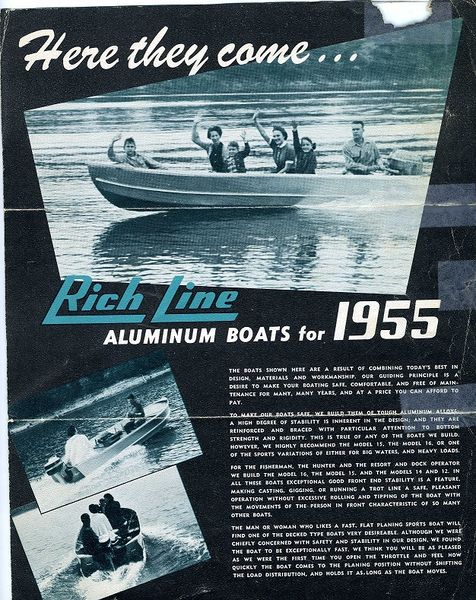 Here they come...
Rich Line
ALUMINUM BOATS for 1955
THE BOATS SHOWN HERE ARE A RESULT OF COMBINING TODAY'S BEST IN
DESIGN, MATERIALS AND WORKMANSHIP. OUR GUIDING PRINCIPLE IS A
DESIRE TO MAKE YOUR BOATING SAFE, COMFORTABLE, AND FREE OF MAIN-
TENANCE FOR MANY, MANY YEARS, AND AT A PRICE YOU CAN AFFORD TO
PAY.
TO MAKE OUR BOATS SAFE, WE BUILD THEM OF TOUGH ALUMINUM ALLOYS.
A HIGH DEGREE OF STABILITY IS INHERENT IN THE DESIGN; AND THEY ARE
REINFORCED AND BRACED WITH PARTICULAR ATTENTION TO BOTTOM
STRENGTH AND RIGIDITY. THIS IS TRUE OF ANY OF THE BOATS WE BUILD.
HOWEVER, WE HIGHLY RECOMMEND THE MODEL 15, THE MODEL 16, OR ONE
OF THE SPORTS VARIATIONS OF EITHER FOR BIG WATERS, AND HEAVY LOADS.
FOR THE FISHERMAN, THE HUNTER AND THE RESORT AND DOCK OPERATOR
WE BUILD THE MODEL 16, THE MODEL 15, AND THE MODELS 14 AND 12. IN
ALL THESE BOATS EXCEPTIONAL GOOD FRONT END STABILITY IS A FEATURE,
MAKING CASTING, GIGGING, OR RUNNING A TROT LINE A SAFE, PLEASANT
OPERATION WITHOUT EXCESSIVE ROLLING AND TIPPING OF THE BOAT WITH
THE MOVEMENTS OF THE PERSON IN FRONT CHARACTERISTIC OF SO MANY
OTHER BOATS.
THE MAN OR WOMAN WHO LIKES A FAST, FLAT PLANING SPORTS BOAT WILL
FIND ONE OF THE DECKED TYPE BOATS VERY DESIREABLE. ALTHOUGH WE WERE
CHIEFLY CONCERNED WITH SAFETY AND STABILITY IN OUR DESIGN, WE FOUND
THE BOAT TO BE EXCEPTIONALLY FAST. WE THINK YOU WILL BE AS PLEASED
AS WE WERE THE FIRST TIME YOU OPEN THE THROTTLE AND FEEL HOW
QUICKLY THE BOAT COMES TO THE PLANING POSITION WITHOUT SHIFTING
THE LOAD DISTRIBUTION, AND HOLDS IT AS LONG AS THE BOAT MOVES.